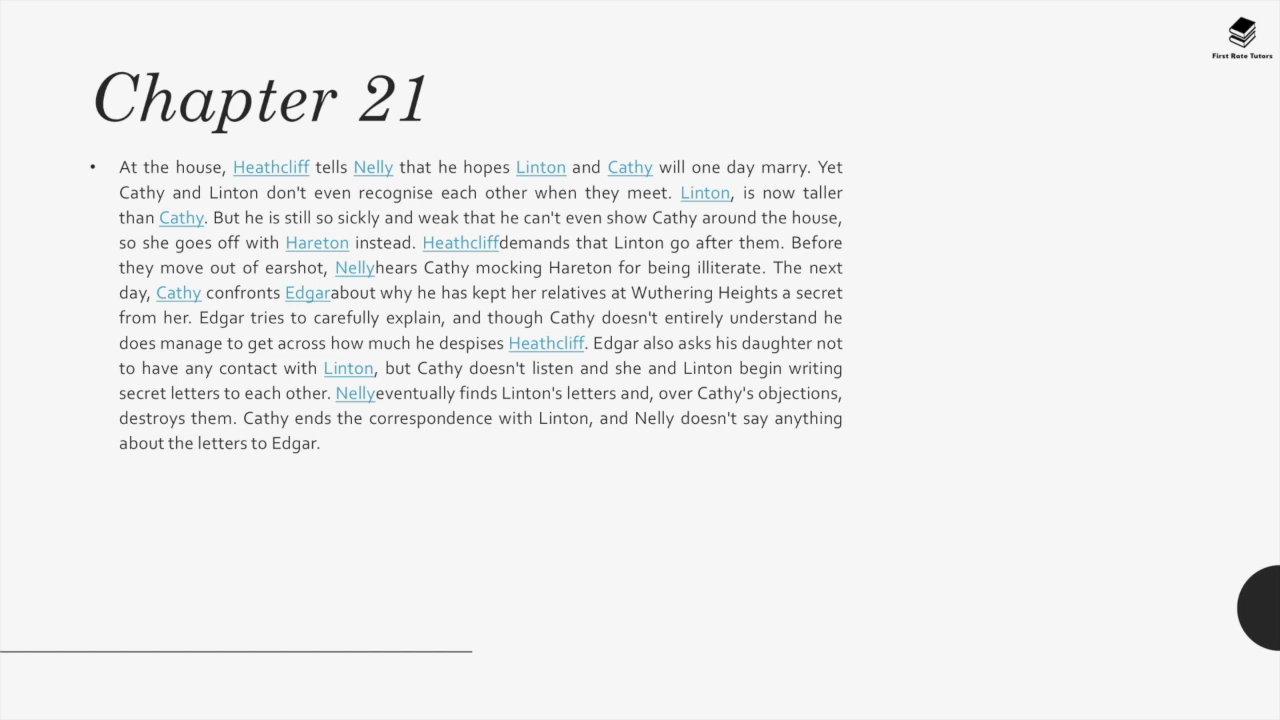 First Rate Tutors
Chapter 21
• At the house, Heathcliff tells Nelly that he hopes Linton and Cathy will one day marry. Yet
Cathy and Linton don't even recognise each other when they meet. Linton, is now taller
than Cathy. But he is still so sickly and weak that he can't even show Cathy around the house,
so she goes off with Hareton instead. Heathcliffdemands that Linton go after them. Before
they move out of earshot, Nellyhears Cathy mocking Hareton for being illiterate. The next
day, Cathy confronts Edgarabout why he has kept her relatives at Wuthering Heights a secret
from her. Edgar tries to carefully explain, and though Cathy doesn't entirely understand he
does manage to get across how much he despises Heathcliff. Edgar also asks his daughter not
to have any contact with Linton, but Cathy doesn't listen and she and Linton begin writing
secret letters to each other. Nellyeventually finds Linton's letters and, over Cathy's objections,
destroys them. Cathy ends the correspondence with Linton, and Nelly doesn't say anything
about the letters to Edgar.